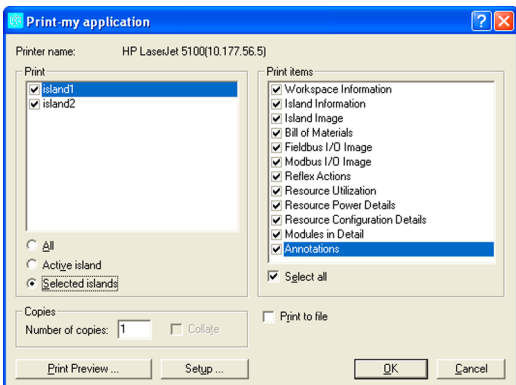 Print-my application
Printer name: HP LaserJet 5100(10.177.56.5)
Print
island1
island2
All
Active island
Selected islands
Print items
Workspace Information
Island Information
Island Image
Bill of Materials
Fieldbus I/O Image
Modbus I/O Image
Reflex Actions
Resource Utilization
Resource Power Details
Resource Configuration Details
Modules in Detail
Annotations
Select all
Copies
Number of copies: 1 Collate
Print to file
Print Preview ... Setup ... OK Cancel